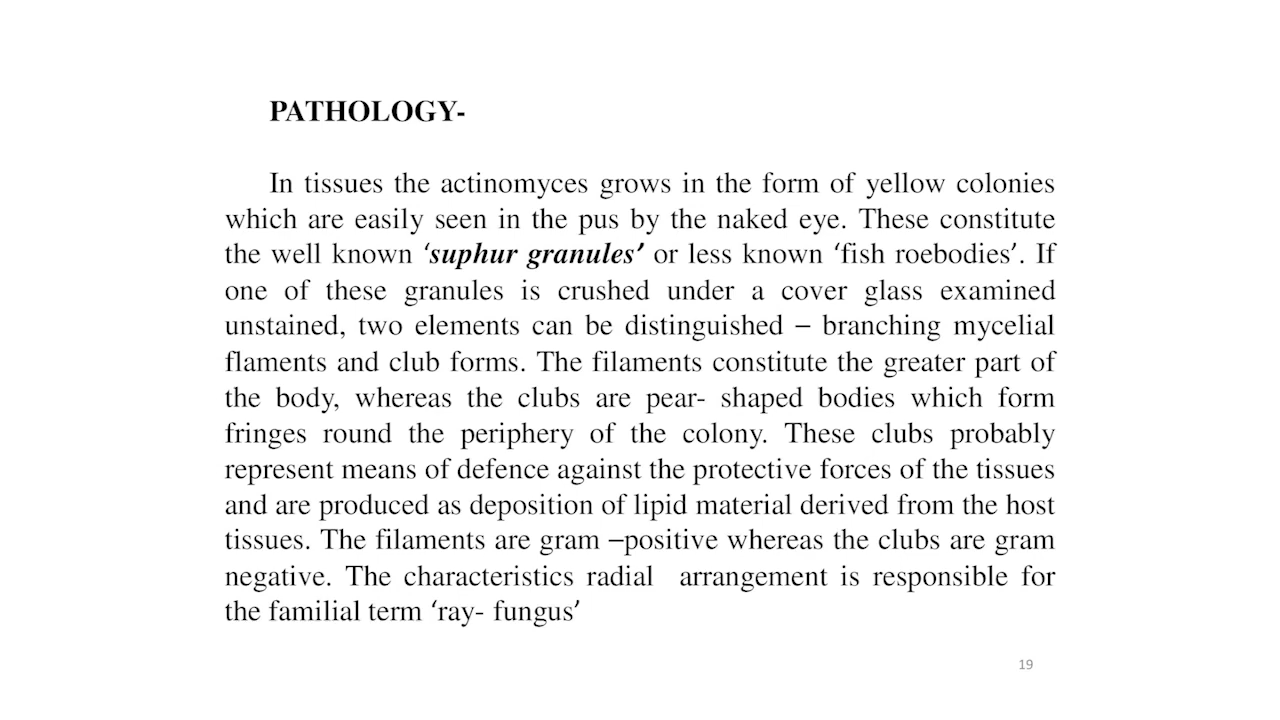 PATHOLOGY-
In tissues the actinomyces grows in the form of yellow colonies
which are easily seen in the pus by the naked eye. These constitute
the well known ‘suphur granules’ or less known ‘fish roebodies’. If
one of these granules is crushed under a cover glass examined
unstained, two elements can be distinguished – branching mycelial
flaments and club forms. The filaments constitute the greater part of
the body, whereas the clubs are pear- shaped bodies which form
fringes round the periphery of the colony. These clubs probably
represent means of defence against the protective forces of the tissues
and are produced as deposition of lipid material derived from the host
tissues. The filaments are gram –positive whereas the clubs are gram
negative. The characteristics radial arrangement is responsible for
the familial term ‘ray- fungus’
19